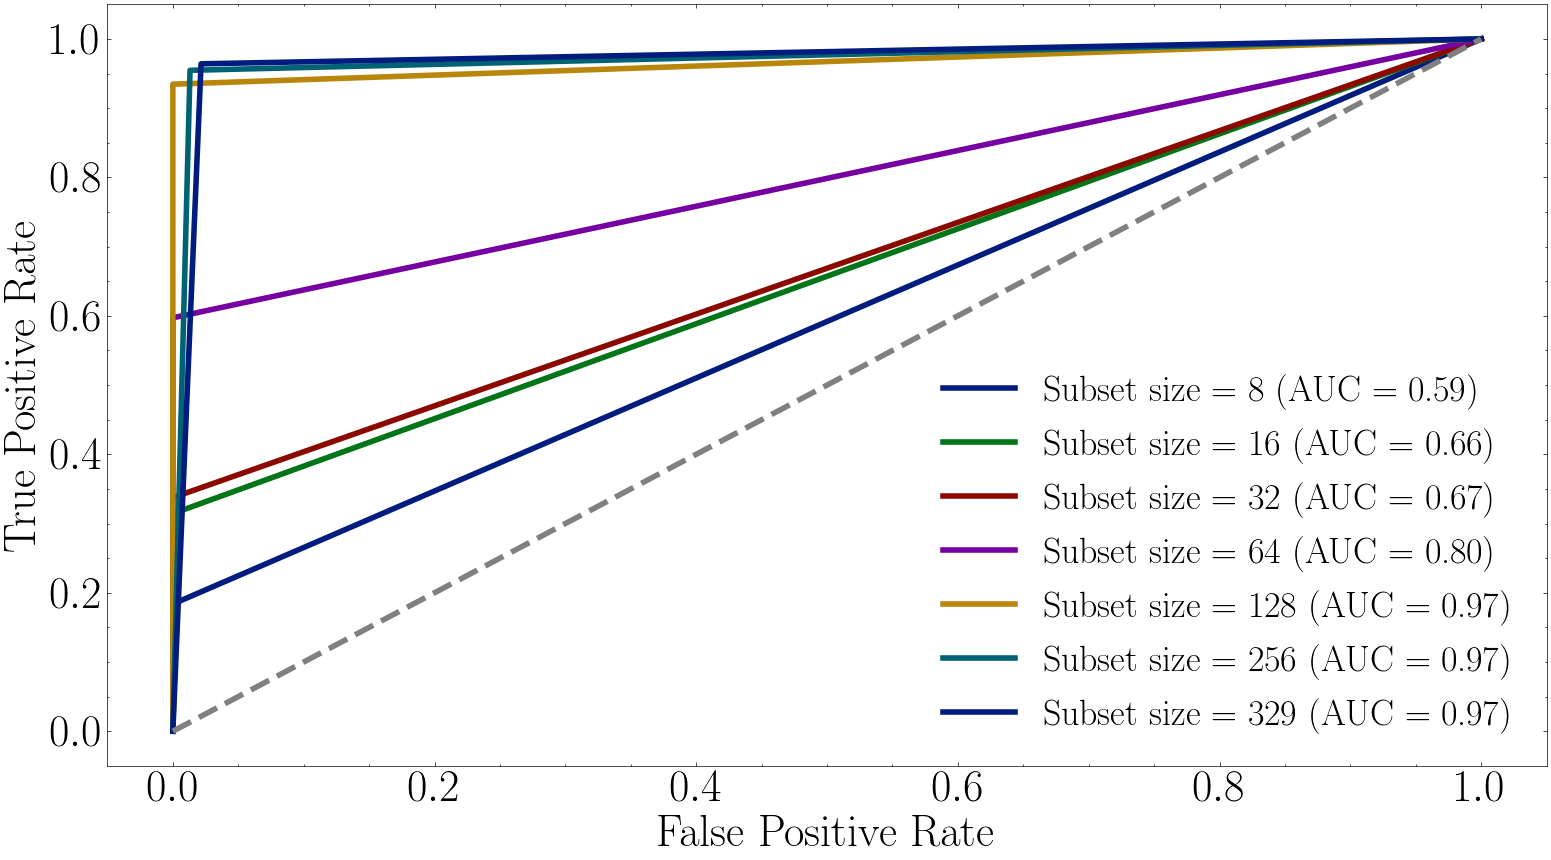 1.0
0.8
0.6
0.4
0.2
0.0
True Positive Rate
Subset size = 8 (AUC = 0.59)
Subset size = 16 (AUC = 0.66)
Subset size = 32 (AUC = 0.67)
Subset size = 64 (AUC = 0.80)
Subset size = 128 (AUC = 0.97)
Subset size = 256 (AUC = 0.97)
Subset size = 329 (AUC = 0.97)
0.0 0.2 0.4 0.6 0.8 1.0
False Positive Rate